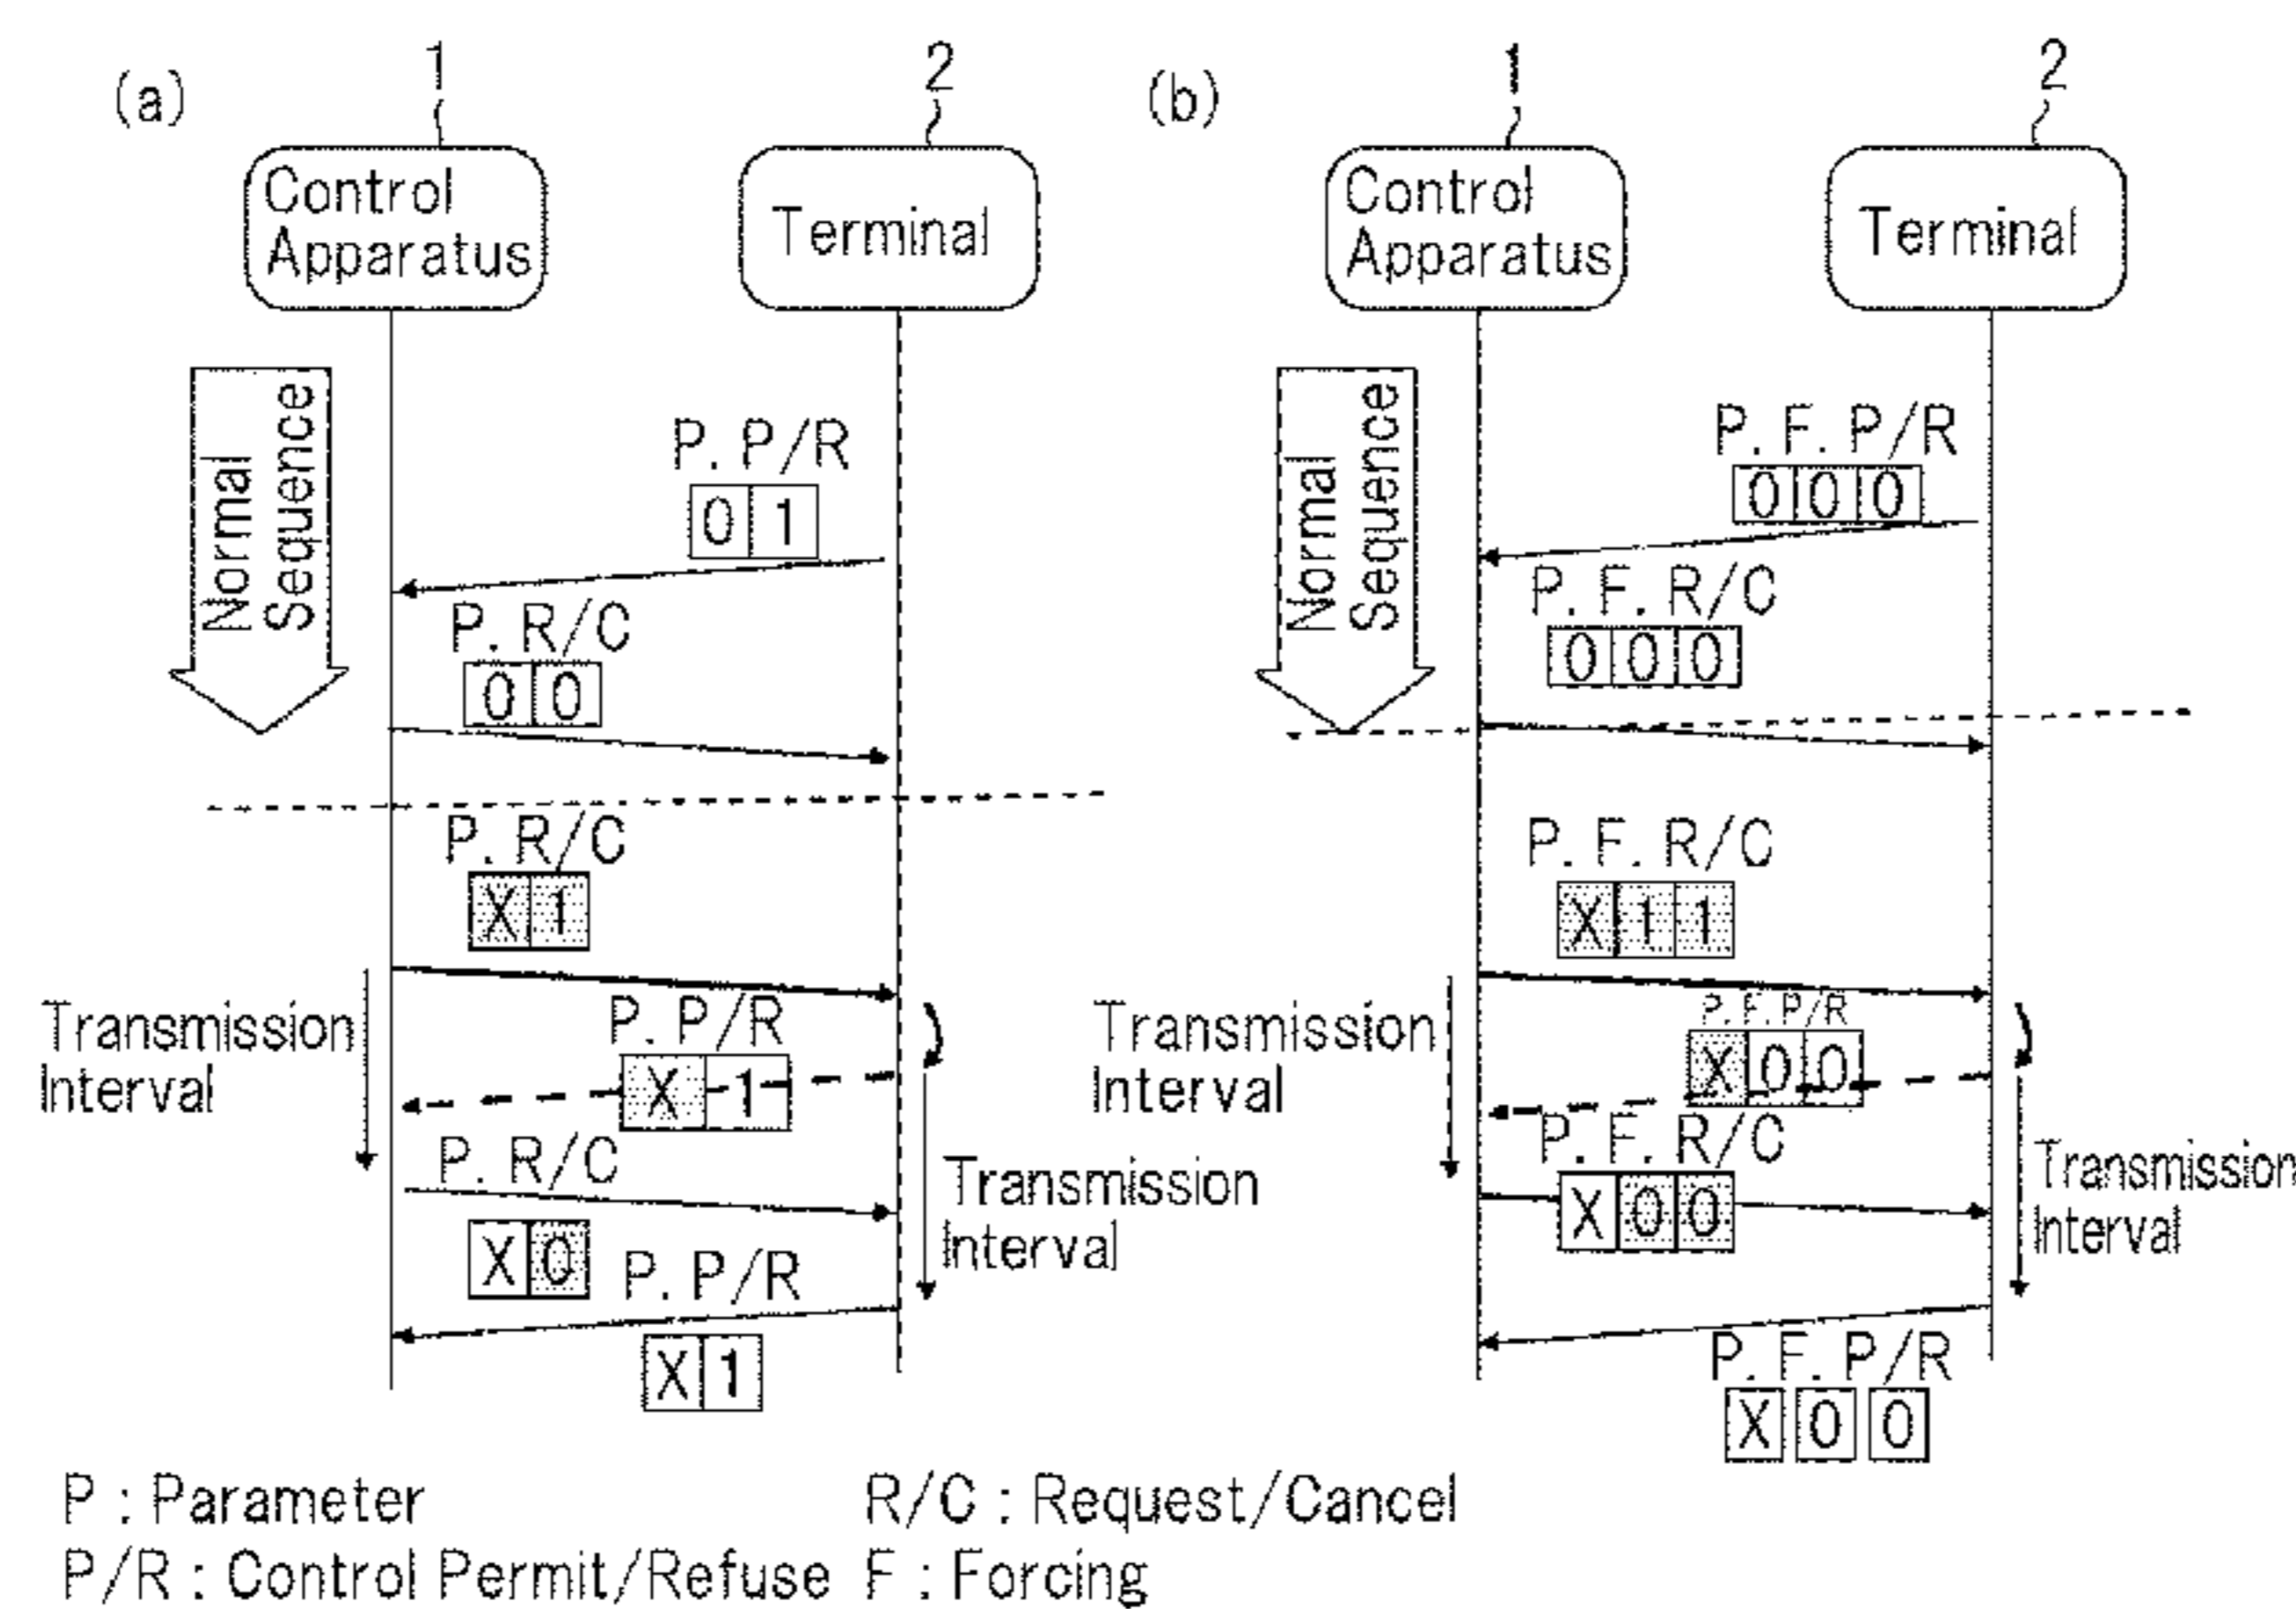 (a)
1
2
Control
Apparatus
Terminal
Normal
Sequence
P. P/R
0 1
P. R/C
0 0
P. R/C
X 1
Transmission
Interval
P. P/R
X 1
P. R/C
X 0
Transmission
Interval
P. P/R
X 1
(b)
1
2
Control
Apparatus
Terminal
Normal
Sequence
P. F. P/R
0 0 0
P. F. R/C
0 0 0
P. F. R/C
X 1 1
Transmission
Interval
P. F. P/R
X 0 0
P. F. R/C
X 0 0
Transmission
Interval
P. F. P/R
X 0 0
P : Parameter
R/C : Request/Cancel
P/R : Control Permit/Refuse
F : Forcing